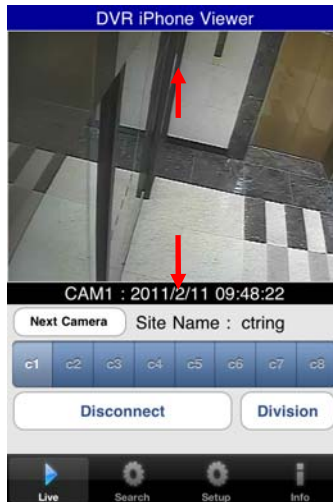 DVR iPhone Viewer
CAM1 : 2011/2/11 09:48:22
Next Camera Site Name : ctring
c1 c2 c3 c4 c5 c6 c7 c8
Disconnect Division
Live Search Setup Info